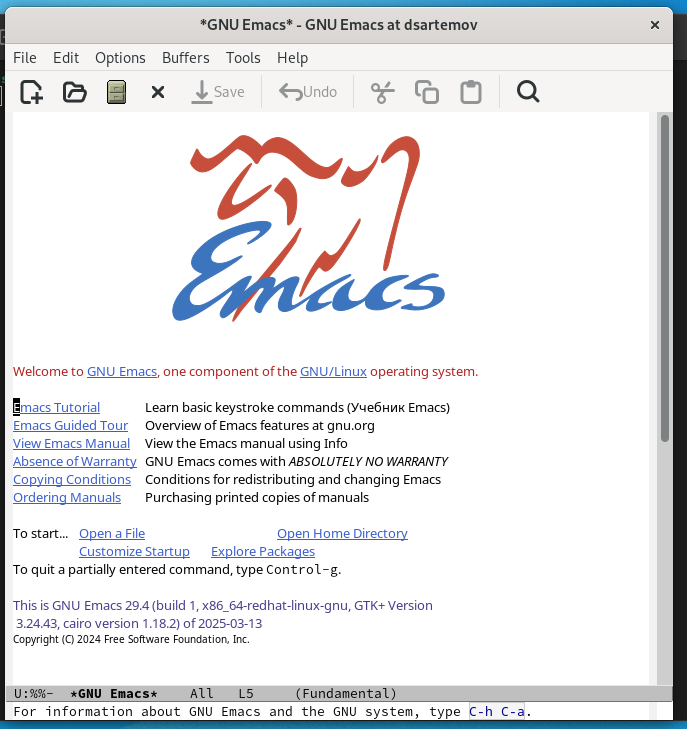 *GNU Emacs* - GNU Emacs at dsartemov
File Edit Options Buffers Tools Help
Save Undo
Emacs
Welcome to GNU Emacs, one component of the GNU/Linux operating system.
Emacs Tutorial Learn basic keystroke commands (Учебник Emacs)
Emacs Guided Tour Overview of Emacs features at gnu.org
View Emacs Manual View the Emacs manual using Info
Absence of Warranty GNU Emacs comes with ABSOLUTELY NO WARRANTY
Copying Conditions Conditions for redistributing and changing Emacs
Ordering Manuals Purchasing printed copies of manuals
To start... Open a File Open Home Directory
Customize Startup Explore Packages
To quit a partially entered command, type Control-g.
This is GNU Emacs 29.4 (build 1, x86_64-redhat-linux-gnu, GTK+ Version
3.24.43, cairo version 1.18.2) of 2025-03-13
Copyright (C) 2024 Free Software Foundation, Inc.
U:%%- *GNU Emacs* All L5 (Fundamental)
For information about GNU Emacs and the GNU system, type C-h C-a.